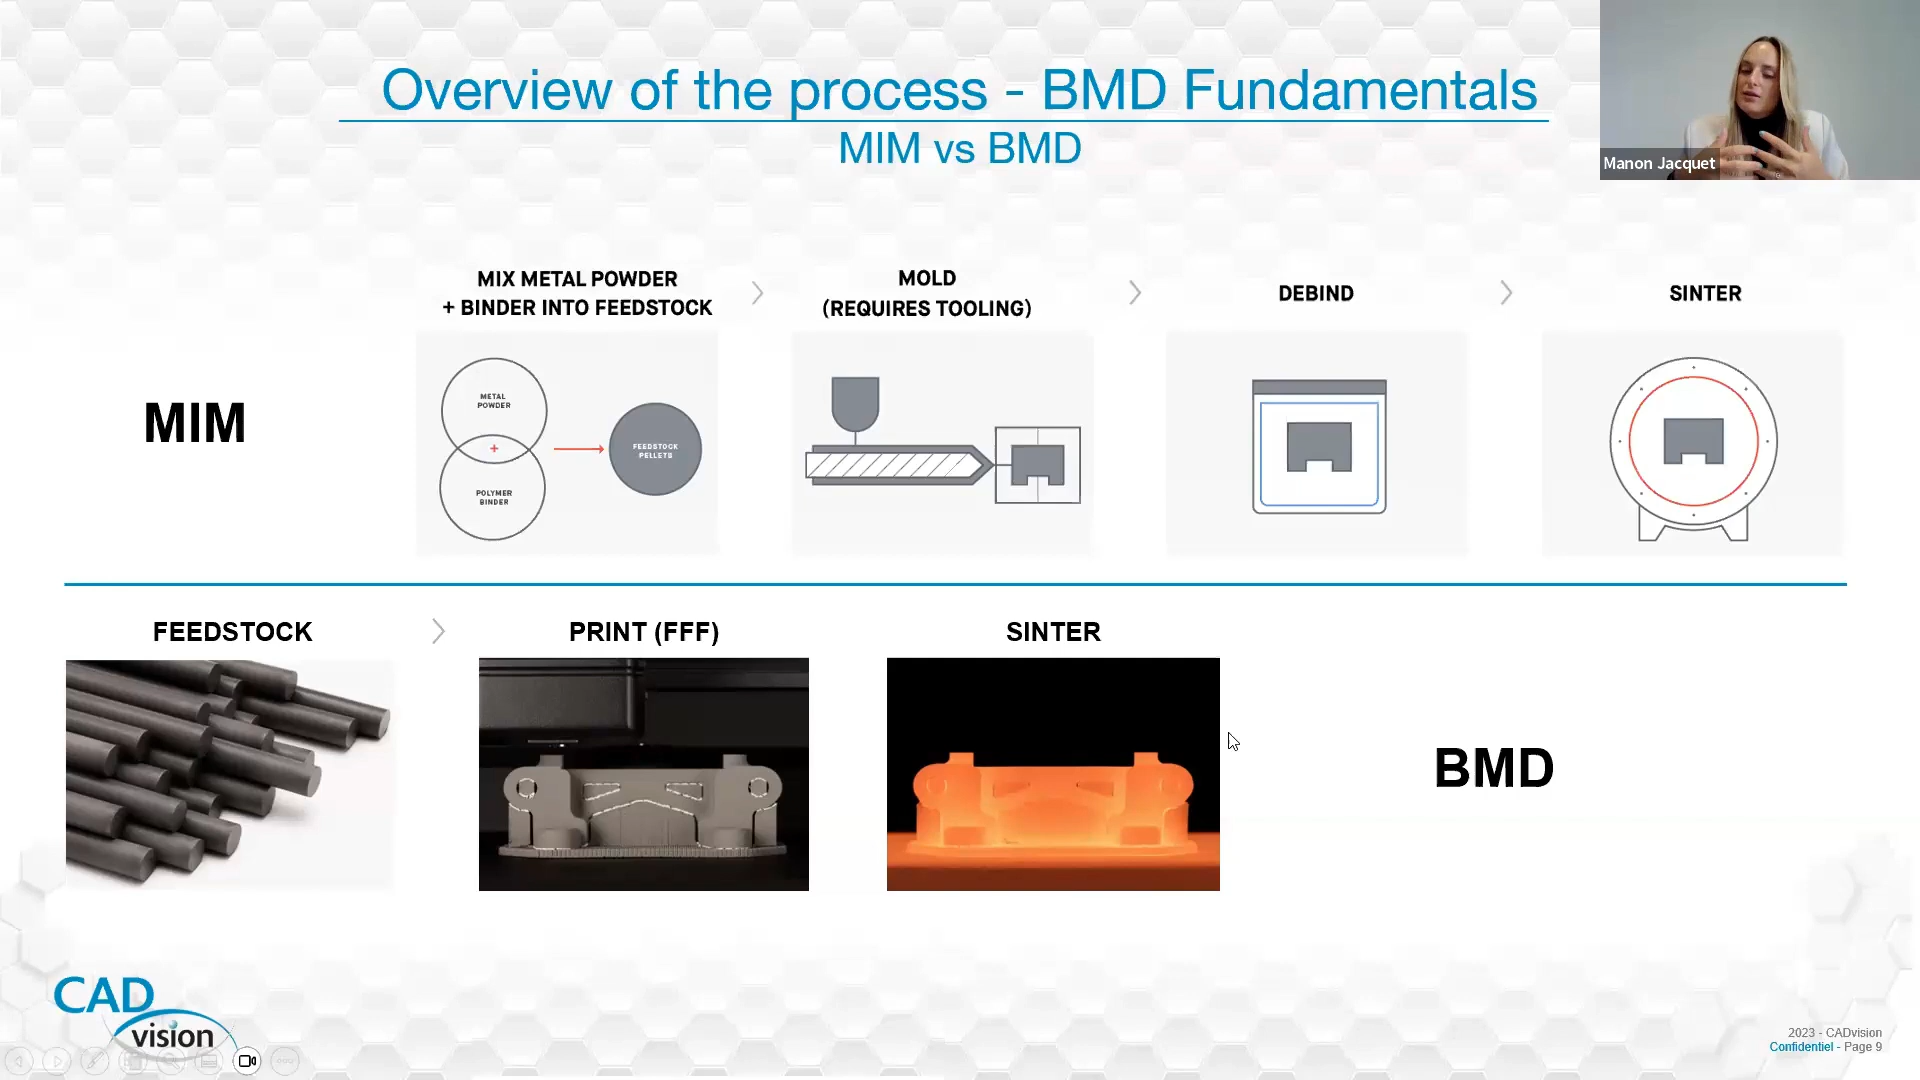 Overview of the process - BMD Fundamentals
MIM vs BMD
Manon Jacquet
MIX METAL POWDER
+ BINDER INTO FEEDSTOCK
MOLD
(REQUIRES TOOLING)
DEBIND
SINTER
MIM
METAL
POWDER
+
POLYMER
BINDER
FEEDSTOCK
PELLETS
FEEDSTOCK
PRINT (FFF)
SINTER
BMD
CAD
vision
2023 - CADvision
Confidentiel - Page 9